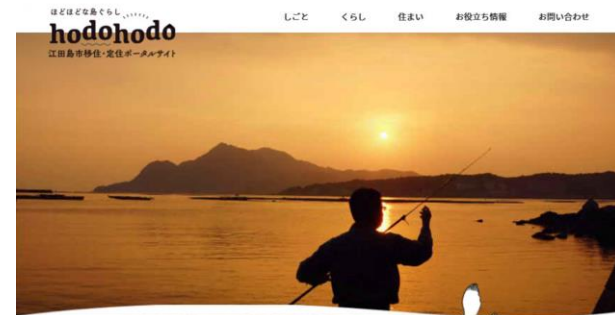 ほどほどな島ぐらし
hodohodo
江田島市移住・定住ポータルサイト
しごと くらし 住まい お役立ち情報 お問い合わせ